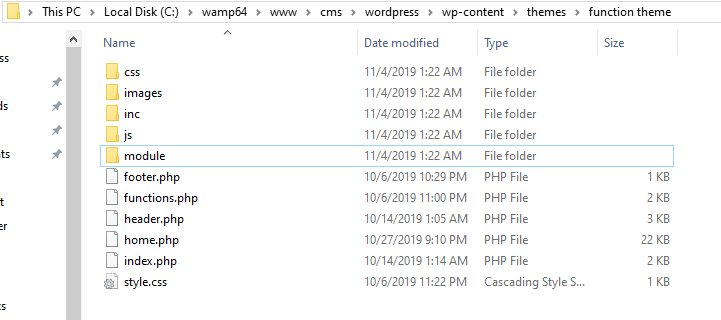 This PC > Local Disk (C:) > wamp64 > www > cms > wordpress > wp-content > themes > function theme
Name Date modified Type Size
ss
css 11/4/2019 1:22 AM File folder
images 11/4/2019 1:22 AM File folder
ds
inc 11/4/2019 1:22 AM File folder
js 11/4/2019 1:22 AM File folder
nts
module 11/4/2019 1:22 AM File folder
footer.php 10/6/2019 10:29 PM PHP File 1 KB
t
functions.php 10/6/2019 11:00 PM PHP File 2 KB
er
header.php 10/14/2019 1:05 AM PHP File 3 KB
home.php 10/27/2019 9:10 PM PHP File 22 KB
index.php 10/14/2019 1:14 AM PHP File 2 KB
style.css 10/6/2019 11:22 PM Cascading Style S... 1 KB
ts